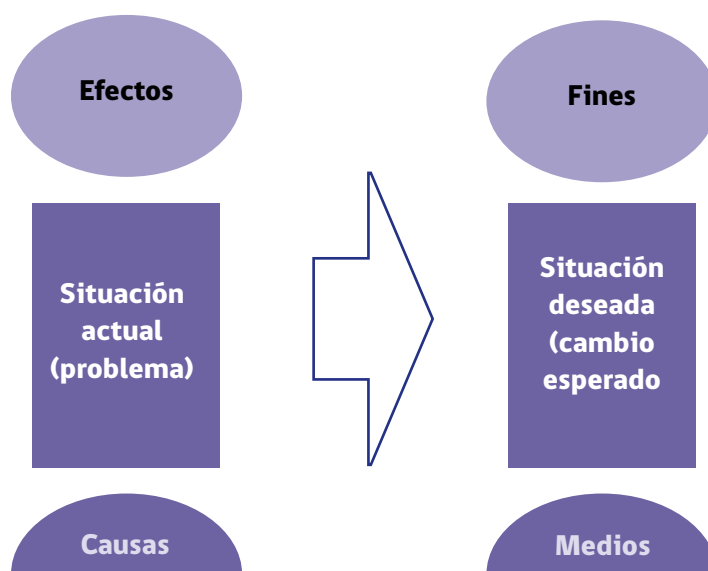 Efectos
Situación
actual
(problema)
Causas
Fines
Situación
deseada
(cambio
esperado
Medios